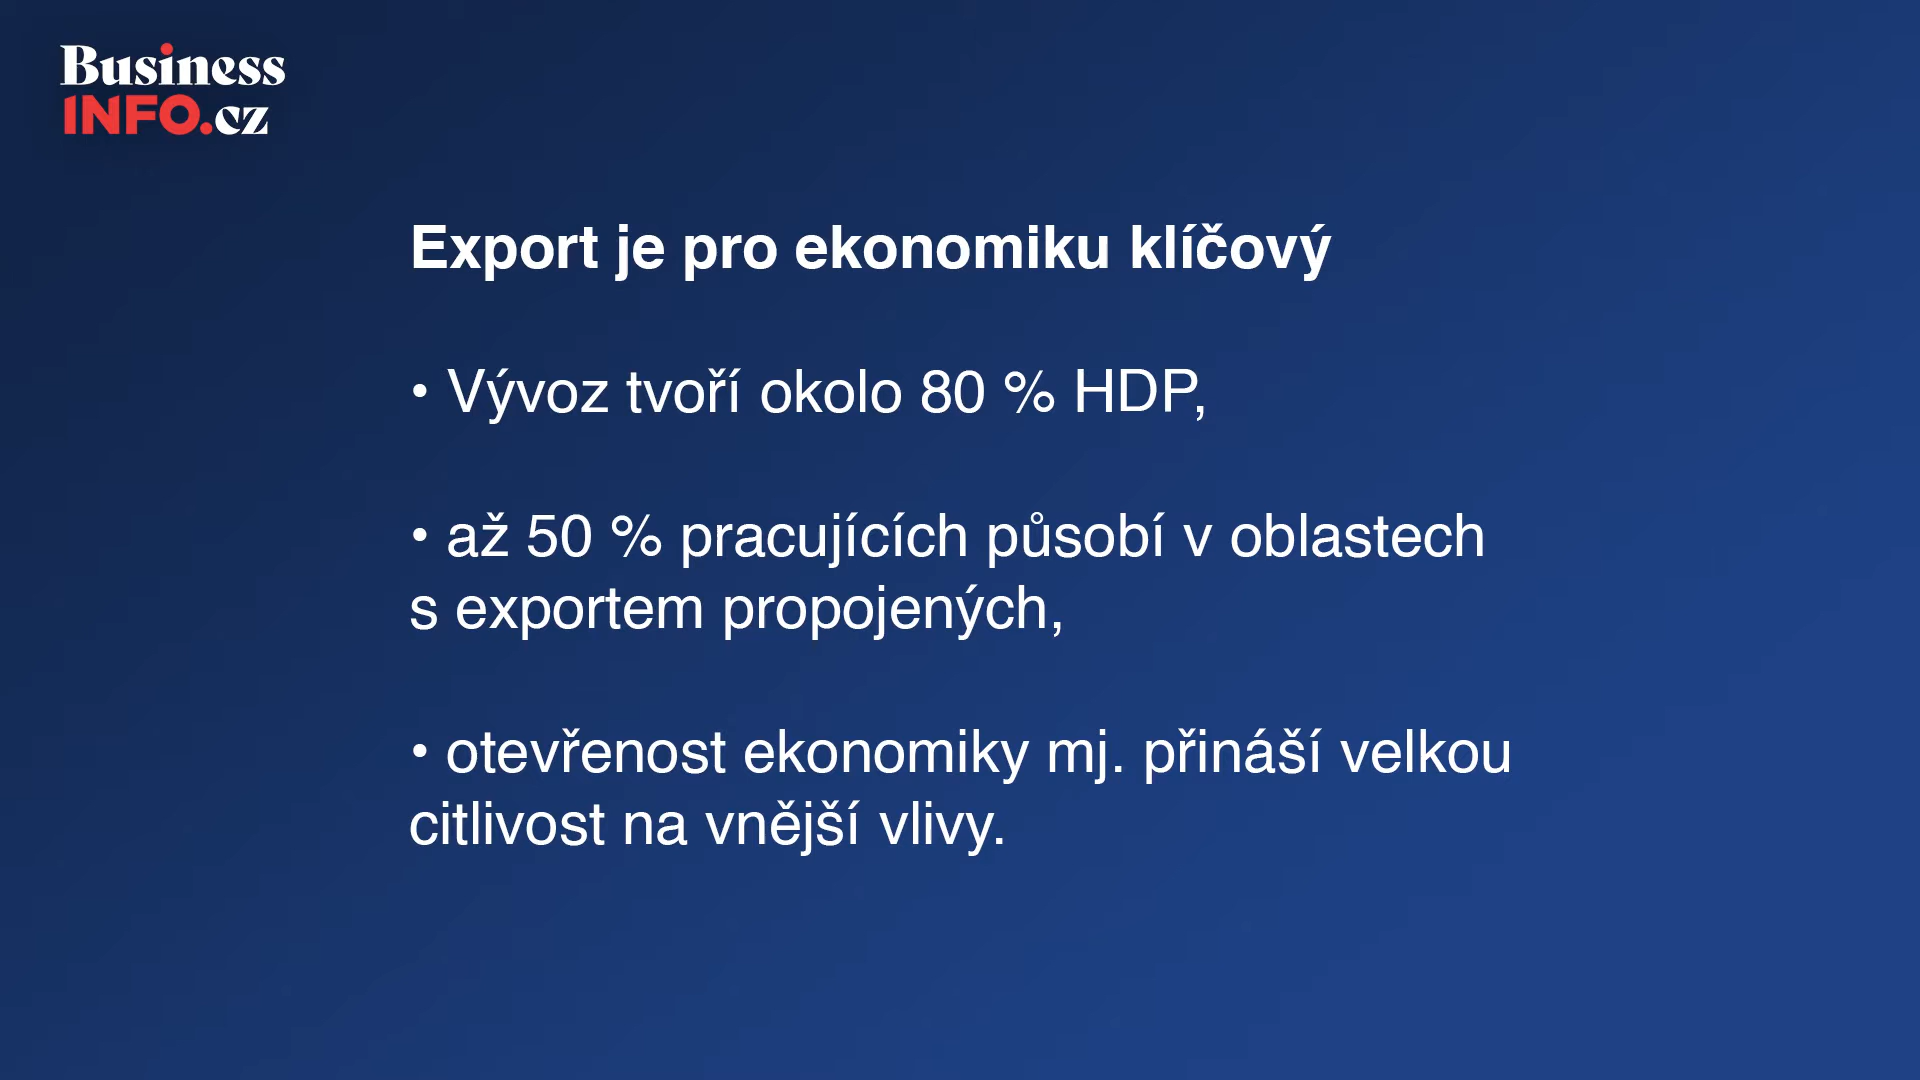 Business
INFO.cz
Export je pro ekonomiku klíčový
• Vývoz tvoří okolo 80 % HDP,
• až 50 % pracujících působí v oblastech
s exportem propojených,
• otevřenost ekonomiky mj. přináší velkou
citlivost na vnější vlivy.